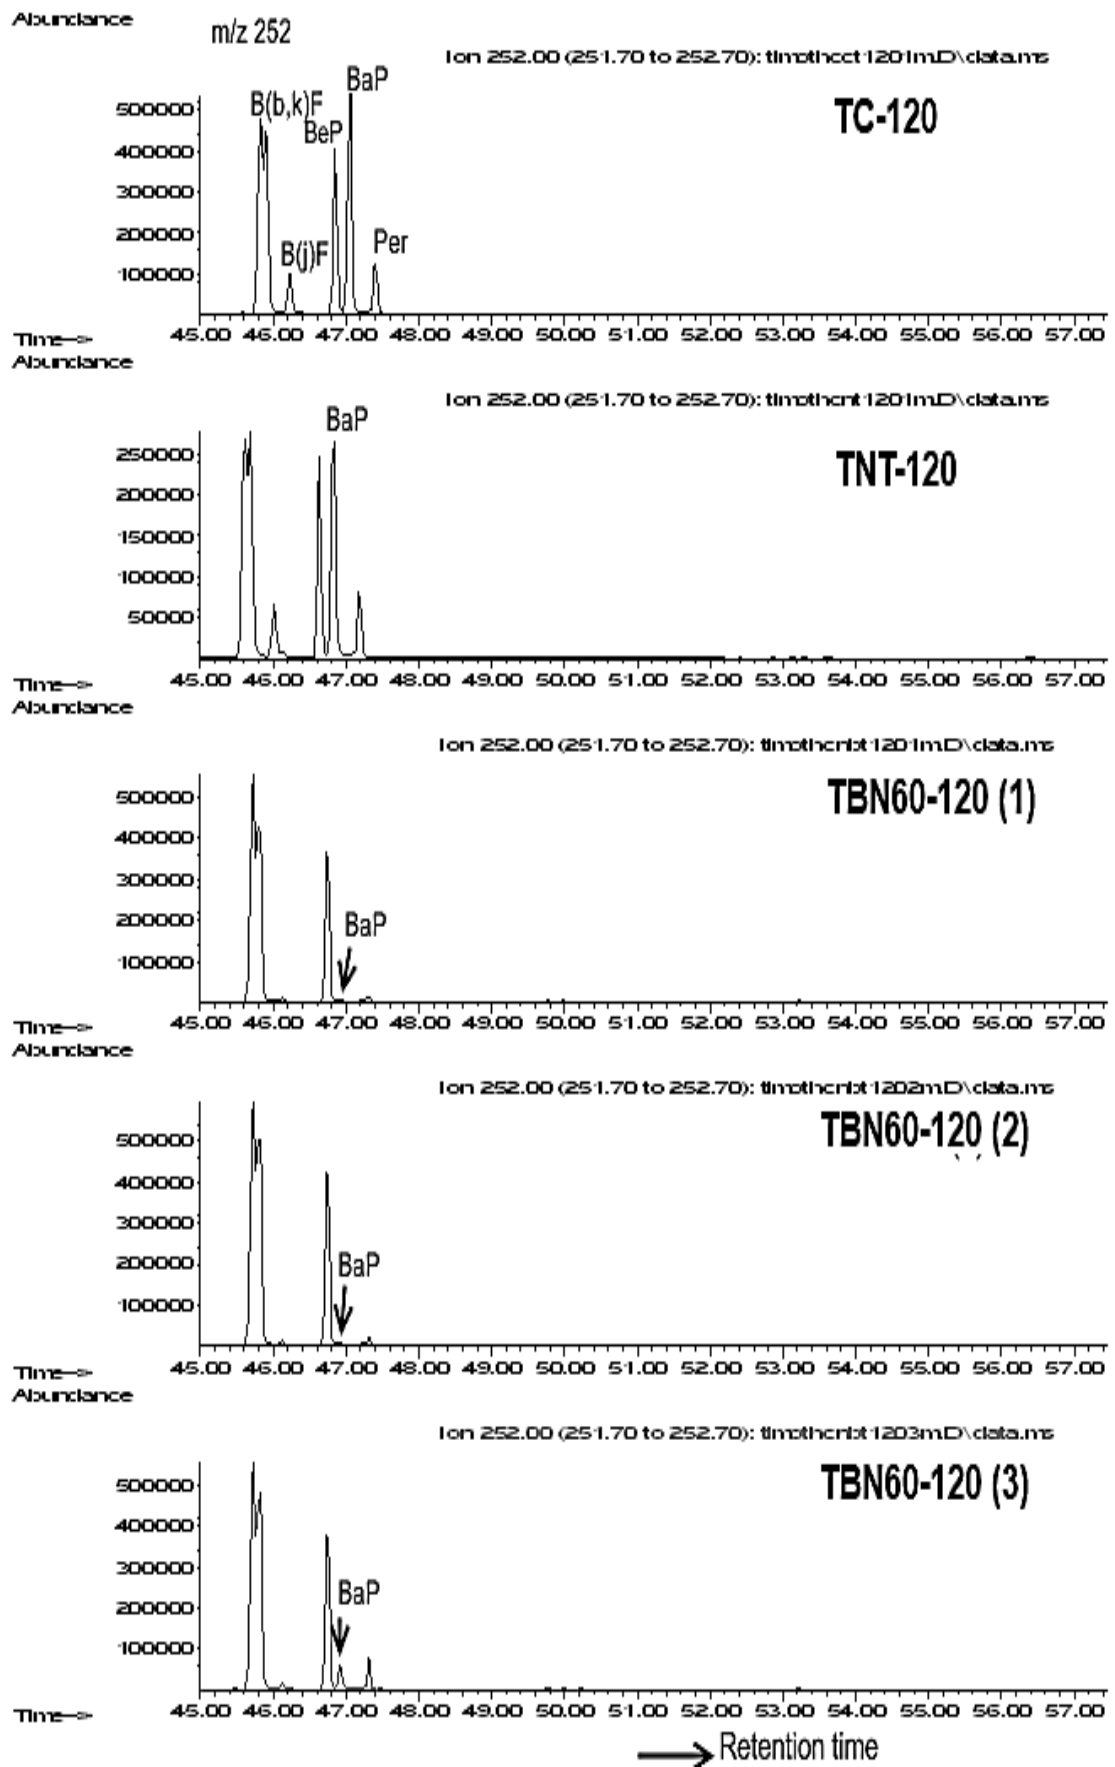 Abundance
m/z 252
Ion 252.00 (251.70 to 252.70): timothcct1201m.D\data.ms
BaP
TC-120
B(b,k)F
500000
BeP
400000
300000
200000
B(j)F
Per
100000
45.00 46.00 47.00 48.00 49.00 50.00 51.00 52.00 53.00 54.00 55.00 56.00 57.00
Time-->
Abundance
Ion 252.00 (251.70 to 252.70): timothcnt1201m.D\data.ms
BaP
TNT-120
250000
200000
150000
100000
50000
45.00 46.00 47.00 48.00 49.00 50.00 51.00 52.00 53.00 54.00 55.00 56.00 57.00
Time-->
Abundance
Ion 252.00 (251.70 to 252.70): timothcnbt1201m.D\data.ms
TBN60-120 (1)
500000
400000
300000
200000
BaP
100000
45.00 46.00 47.00 48.00 49.00 50.00 51.00 52.00 53.00 54.00 55.00 56.00 57.00
Time-->
Abundance
Ion 252.00 (251.70 to 252.70): timothcnbt1202m.D\data.ms
TBN60-120 (2)
500000
400000
300000
200000
BaP
100000
45.00 46.00 47.00 48.00 49.00 50.00 51.00 52.00 53.00 54.00 55.00 56.00 57.00
Time-->
Abundance
Ion 252.00 (251.70 to 252.70): timothcnbt1203m.D\data.ms
TBN60-120 (3)
500000
400000
300000
200000
BaP
100000
45.00 46.00 47.00 48.00 49.00 50.00 51.00 52.00 53.00 54.00 55.00 56.00 57.00
Time-->
Retention time